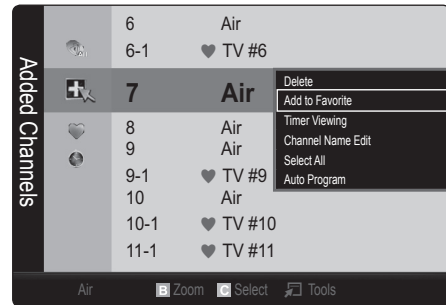 Added Channels
6 Air
6-1 ♥ TV #6
7 Air
8 Air
9 Air
9-1 ♥ TV #9
10 Air
10-1 ♥ TV #10
11-1 ♥ TV #11
Delete
Add to Favorite
Timer Viewing
Channel Name Edit
Select All
Auto Program
Air B Zoom C Select Tools